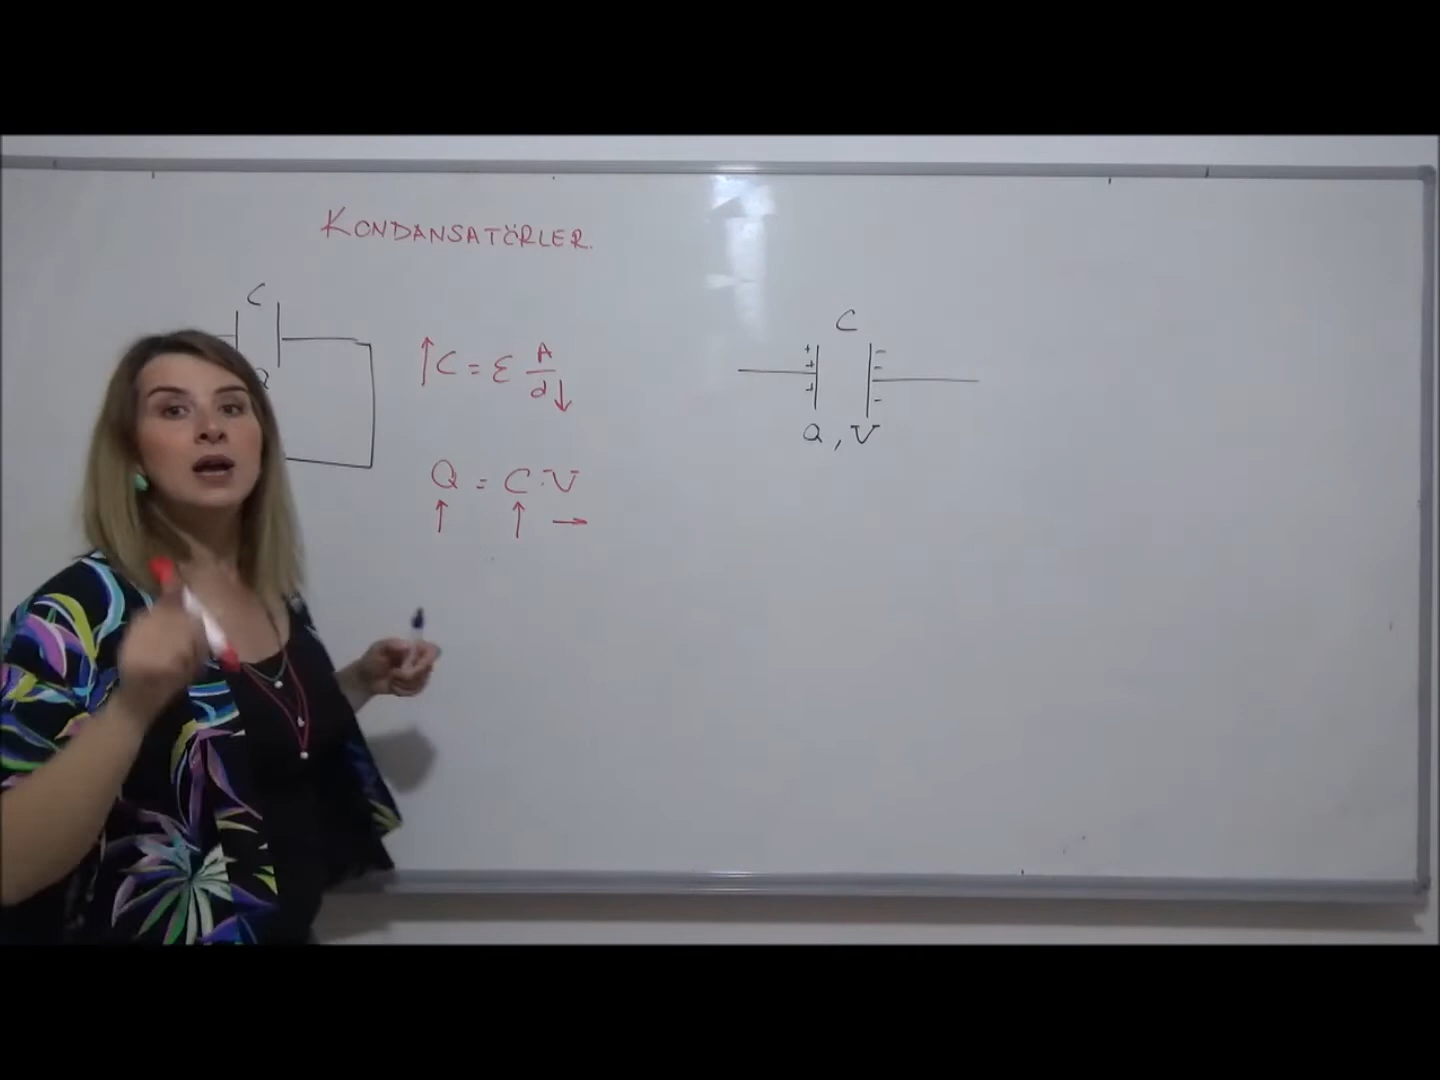 KONDANSATÖRLER.
C
↑C = ε A/d↓
Q = C·V
↑ ↑ →
C
+ + +
- - -
Q, V